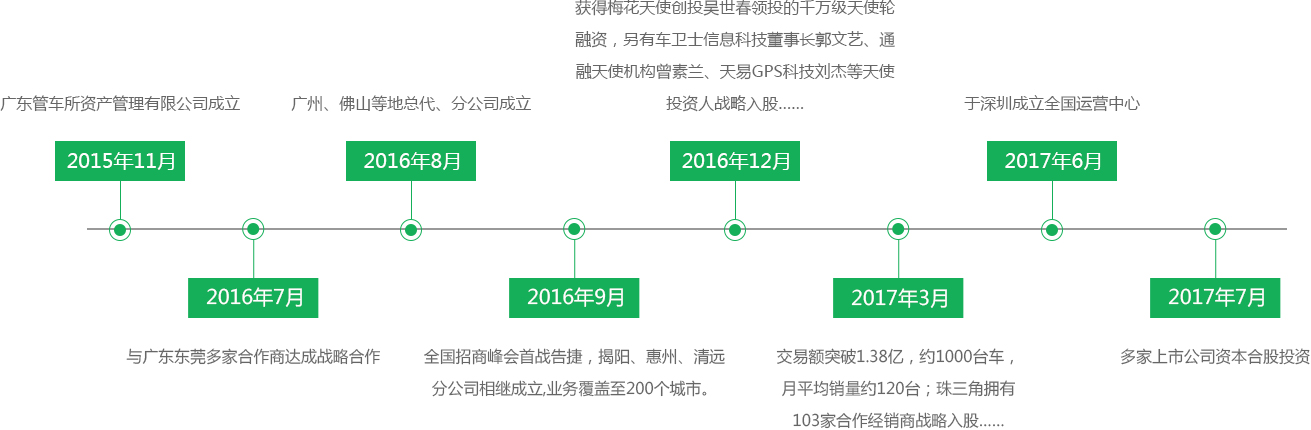 获得梅花天使创投吴世春领投的千万级天使轮
融资，另有车卫士信息科技董事长郭文艺、通
融天使机构曾素兰、天易GPS科技刘杰等天使
投资人战略入股......
广东管车所资产管理有限公司成立
广州、佛山等地总代、分公司成立
于深圳成立全国运营中心
2015年11月
2016年8月
2016年12月
2017年6月
2016年7月
2016年9月
2017年3月
2017年7月
与广东东莞多家合作商达成战略合作
全国招商峰会首战告捷，揭阳、惠州、清远
分公司相继成立,业务覆盖至200个城市。
交易额突破1.38亿，约1000台车，
月平均销量约120台；珠三角拥有
103家合作经销商战略入股......
多家上市公司资本合股投资